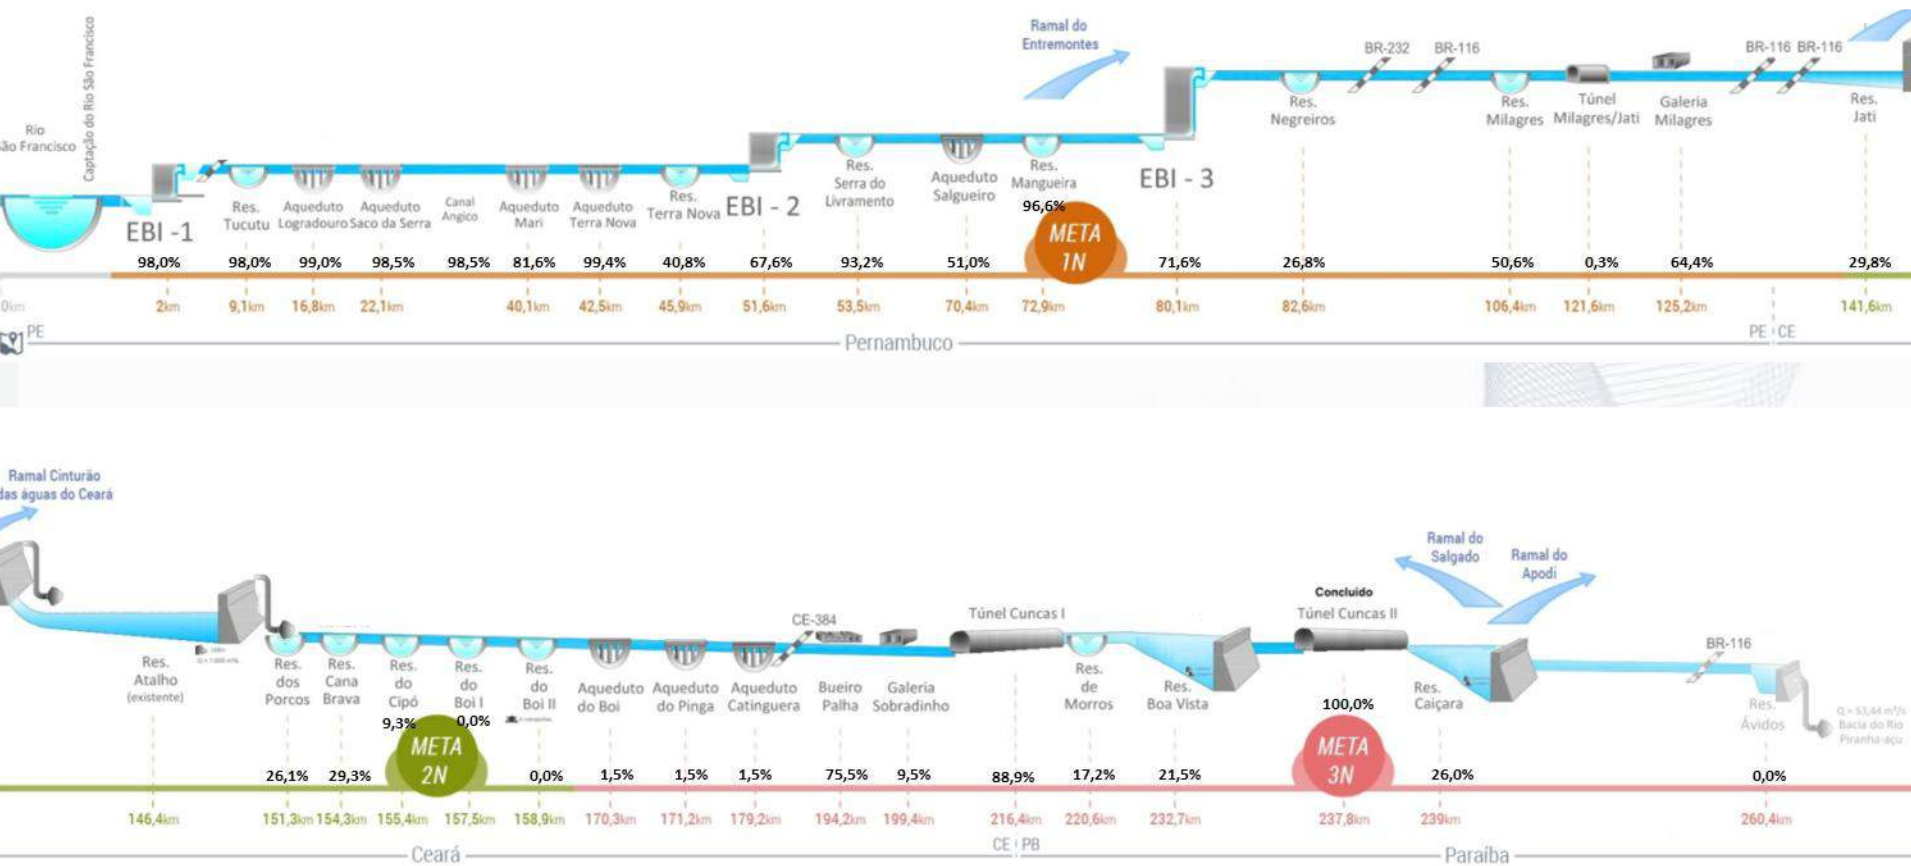 Captação do Rio São Francisco
Rio
São Francisco
EBI -1
Res.
Tucutu
Aqueduto
Logradouro
Aqueduto
Saco da Serra
Canal
Angico
Aqueduto
Mari
Aqueduto
Terra Nova
Res.
Terra Nova
EBI - 2
Res.
Serra do
Livramento
Aqueduto
Salgueiro
Res.
Mangueira
Ramal do
Entremontes
EBI - 3
Res.
Negreiros
BR-232
BR-116
Res.
Milagres
Túnel
Milagres/Jati
Galeria
Milagres
BR-116
BR-116
Res.
Jati
96,6%
META
1N
98,0% 98,0% 99,0% 98,5% 98,5% 81,6% 99,4% 40,8% 67,6% 93,2% 51,0% 71,6% 26,8% 50,6% 0,3% 64,4% 29,8%
0km 2km 9,1km 16,8km 22,1km 40,1km 42,5km 45,9km 51,6km 53,5km 70,4km 72,9km 80,1km 82,6km 106,4km 121,6km 125,2km 141,6km
PE Pernambuco PE CE
Ramal Cinturão
das águas do Ceará
Res.
Atalho
(existente)
Res.
dos
Porcos
Res.
Cana
Brava
Res.
do
Cipó
Res.
do
Boi I
Res.
do
Boi II
Aqueduto
do Boi
Aqueduto
do Pinga
Aqueduto
Catinguera
CE-384
Bueiro
Palha
Galeria
Sobradinho
Túnel Cuncas I
Res.
de
Morros
Res.
Boa Vista
Concluído
Túnel Cuncas II
Ramal do
Salgado
Ramal do
Apodi
Res.
Caiçara
BR-116
Res.
Ávidos
Q = 53,44 m³/s
Bacia do Rio
Piranha-açu
9,3% 0,0%
META
2N
100,0%
META
3N
26,1% 29,3% 0,0% 1,5% 1,5% 1,5% 75,5% 9,5% 88,9% 17,2% 21,5% 26,0% 0,0%
146,4km 151,3km 154,3km 155,4km 157,5km 158,9km 170,3km 171,2km 179,2km 194,2km 199,4km 216,4km 220,6km 232,7km 237,8km 239km 260,4km
Ceará CE PB Paraíba